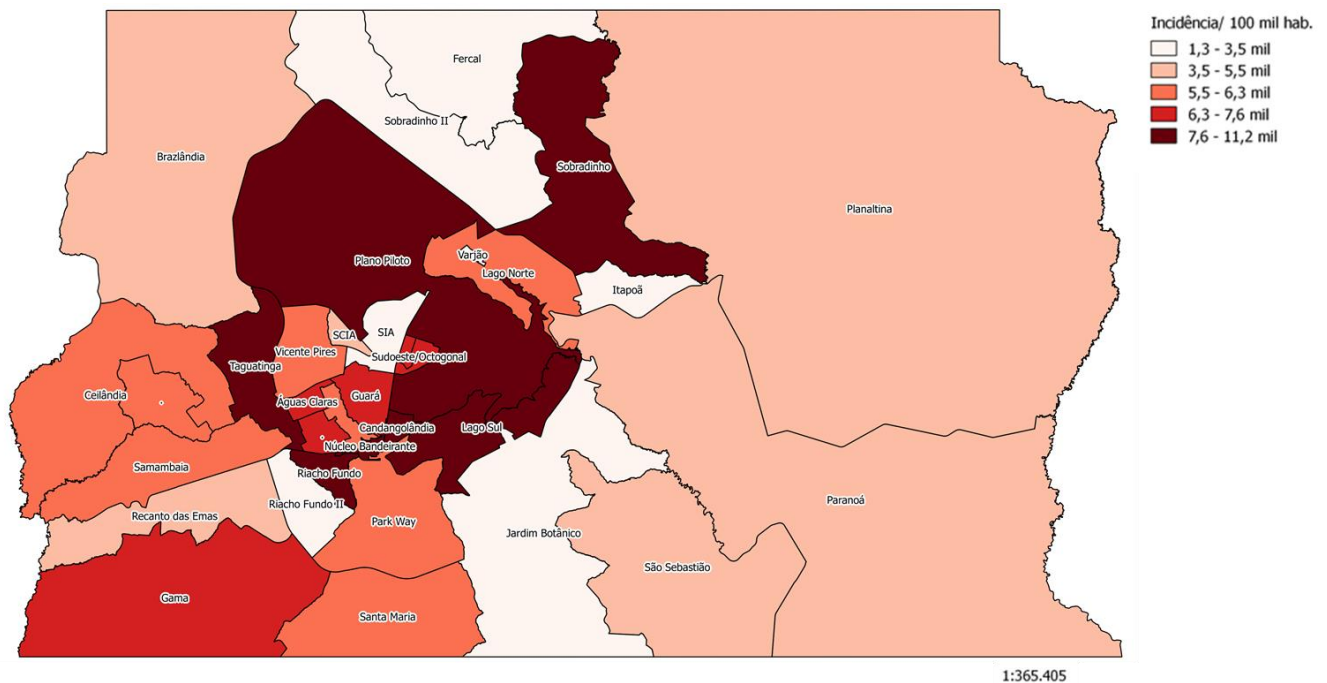 Incidência/ 100 mil hab.
1,3 - 3,5 mil
3,5 - 5,5 mil
5,5 - 6,3 mil
6,3 - 7,6 mil
7,6 - 11,2 mil
Fercal
Sobradinho II
Brazlândia
Sobradinho
Planaltina
Plano Piloto
Varjão
Lago Norte
Itapoã
SCIA
SIA
Vicente Pires
Sudoeste/Octogonal
Taguatinga
Ceilândia
Águas Claras
Guará
Candangolândia
Lago Sul
Núcleo Bandeirante
Samambaia
Riacho Fundo
Riacho Fundo II
Recanto das Emas
Park Way
Jardim Botânico
Paranoá
São Sebastião
Gama
Santa Maria
1:365.405